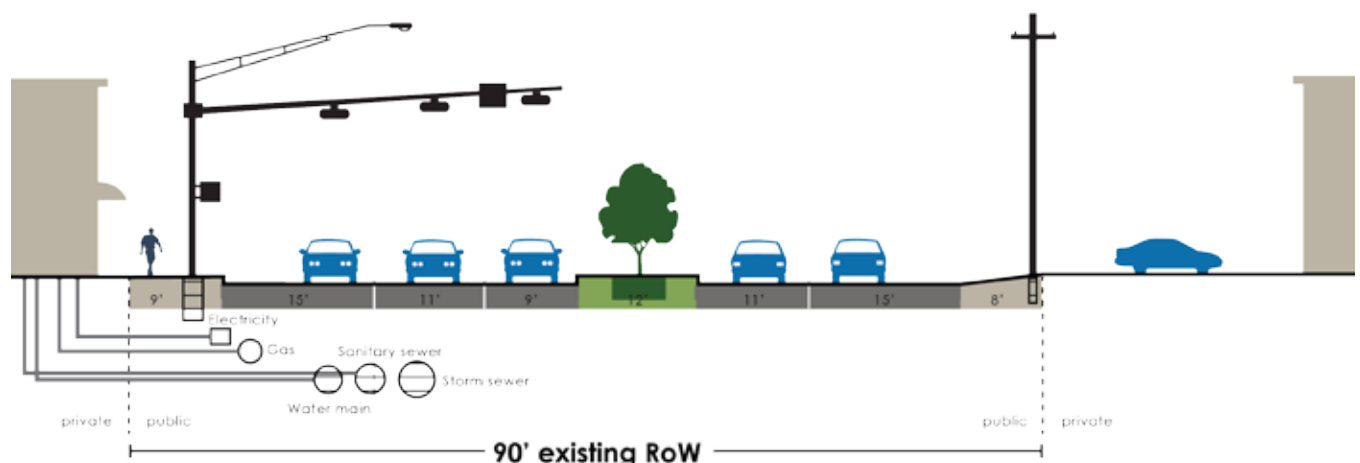 9' 15' 11' 9' 12' 11' 15' 8'
Electricity
Gas
Sanitary sewer
Storm sewer
Water main
private public public private
90' existing RoW